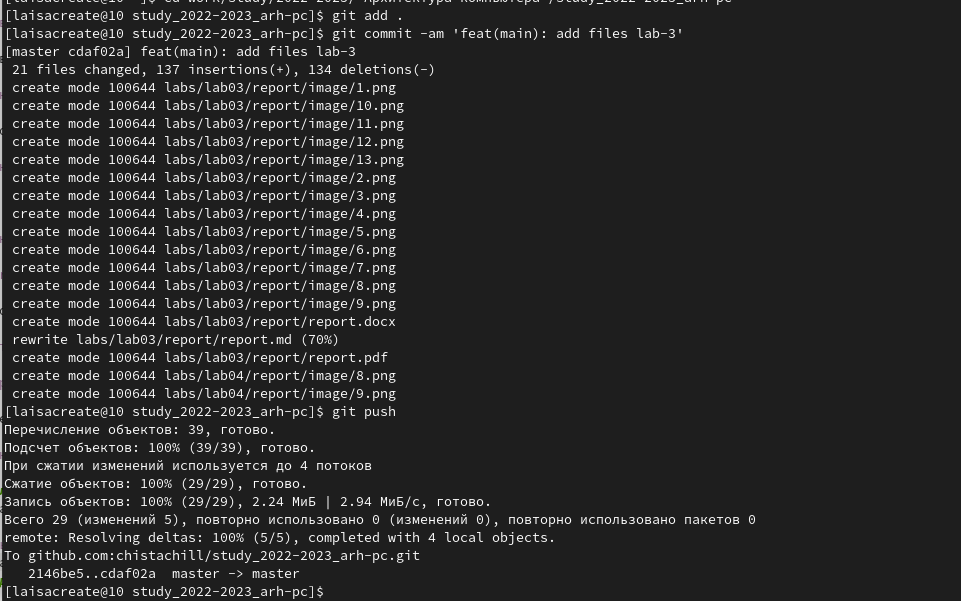 [laisacreate@10 study_2022-2023_arh-pc]$ git add .
[laisacreate@10 study_2022-2023_arh-pc]$ git commit -am 'feat(main): add files lab-3'
[master cdaf02a] feat(main): add files lab-3
 21 files changed, 137 insertions(+), 134 deletions(-)
 create mode 100644 labs/lab03/report/image/1.png
 create mode 100644 labs/lab03/report/image/10.png
 create mode 100644 labs/lab03/report/image/11.png
 create mode 100644 labs/lab03/report/image/12.png
 create mode 100644 labs/lab03/report/image/13.png
 create mode 100644 labs/lab03/report/image/2.png
 create mode 100644 labs/lab03/report/image/3.png
 create mode 100644 labs/lab03/report/image/4.png
 create mode 100644 labs/lab03/report/image/5.png
 create mode 100644 labs/lab03/report/image/6.png
 create mode 100644 labs/lab03/report/image/7.png
 create mode 100644 labs/lab03/report/image/8.png
 create mode 100644 labs/lab03/report/image/9.png
 create mode 100644 labs/lab03/report/report.docx
 rewrite labs/lab03/report/report.md (70%)
 create mode 100644 labs/lab03/report/report.pdf
 create mode 100644 labs/lab04/report/image/8.png
 create mode 100644 labs/lab04/report/image/9.png
[laisacreate@10 study_2022-2023_arh-pc]$ git push
Перечисление объектов: 39, готово.
Подсчет объектов: 100% (39/39), готово.
При сжатии изменений используется до 4 потоков
Сжатие объектов: 100% (29/29), готово.
Запись объектов: 100% (29/29), 2.24 МиБ | 2.94 МиБ/с, готово.
Всего 29 (изменений 5), повторно использовано 0 (изменений 0), повторно использовано пакетов 0
remote: Resolving deltas: 100% (5/5), completed with 4 local objects.
To github.com:chistachill/study_2022-2023_arh-pc.git
   2146be5..cdaf02a  master -> master
[laisacreate@10 study_2022-2023_arh-pc]$